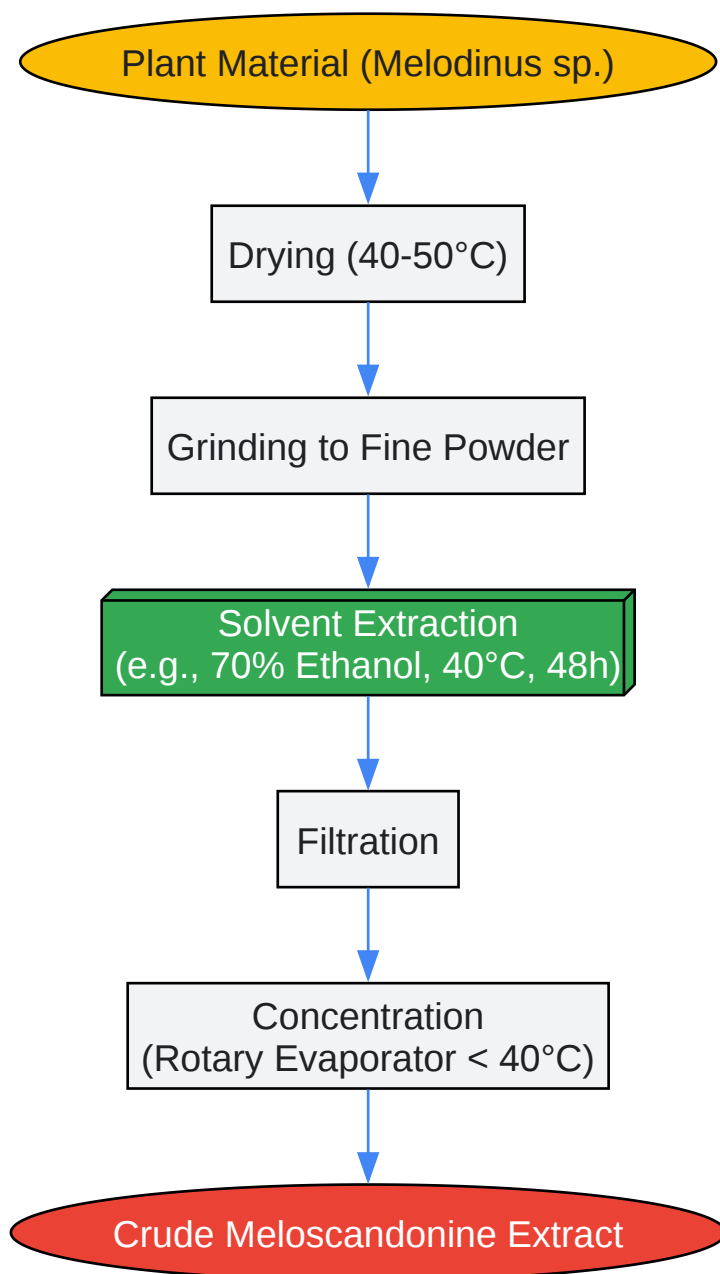 Plant Material (Melodinus sp.)
Drying (40-50°C)
Grinding to Fine Powder
Solvent Extraction
(e.g., 70% Ethanol, 40°C, 48h)
Filtration
Concentration
(Rotary Evaporator < 40°C)
Crude Meloscandonine Extract